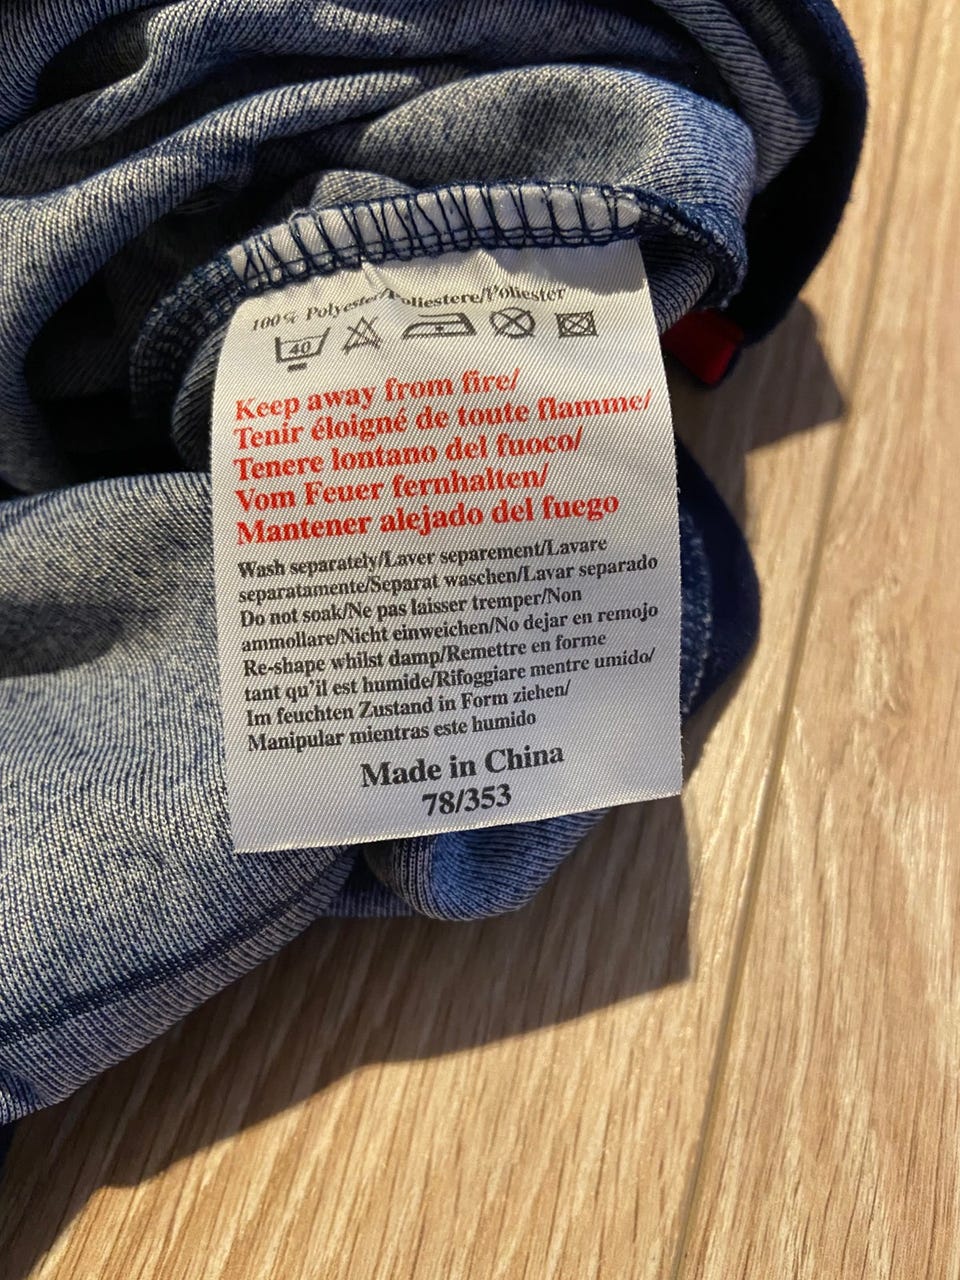 100% Polyester/Poliestere/Poliester
40
Keep away from fire/
Tenir éloigné de toute flamme/
Tenere lontano del fuoco/
Vom Feuer fernhalten/
Mantener alejado del fuego
Wash separately/Laver separement/Lavare
separatamente/Separat waschen/Lavar separado
Do not soak/Ne pas laisser tremper/Non
ammollare/Nicht einweichen/No dejar en remojo
Re-shape whilst damp/Remettre en forme
tant qu'il est humide/Rifoggiare mentre umido/
Im feuchten Zustand in Form ziehen/
Manipular mientras este humido
Made in China
78/353